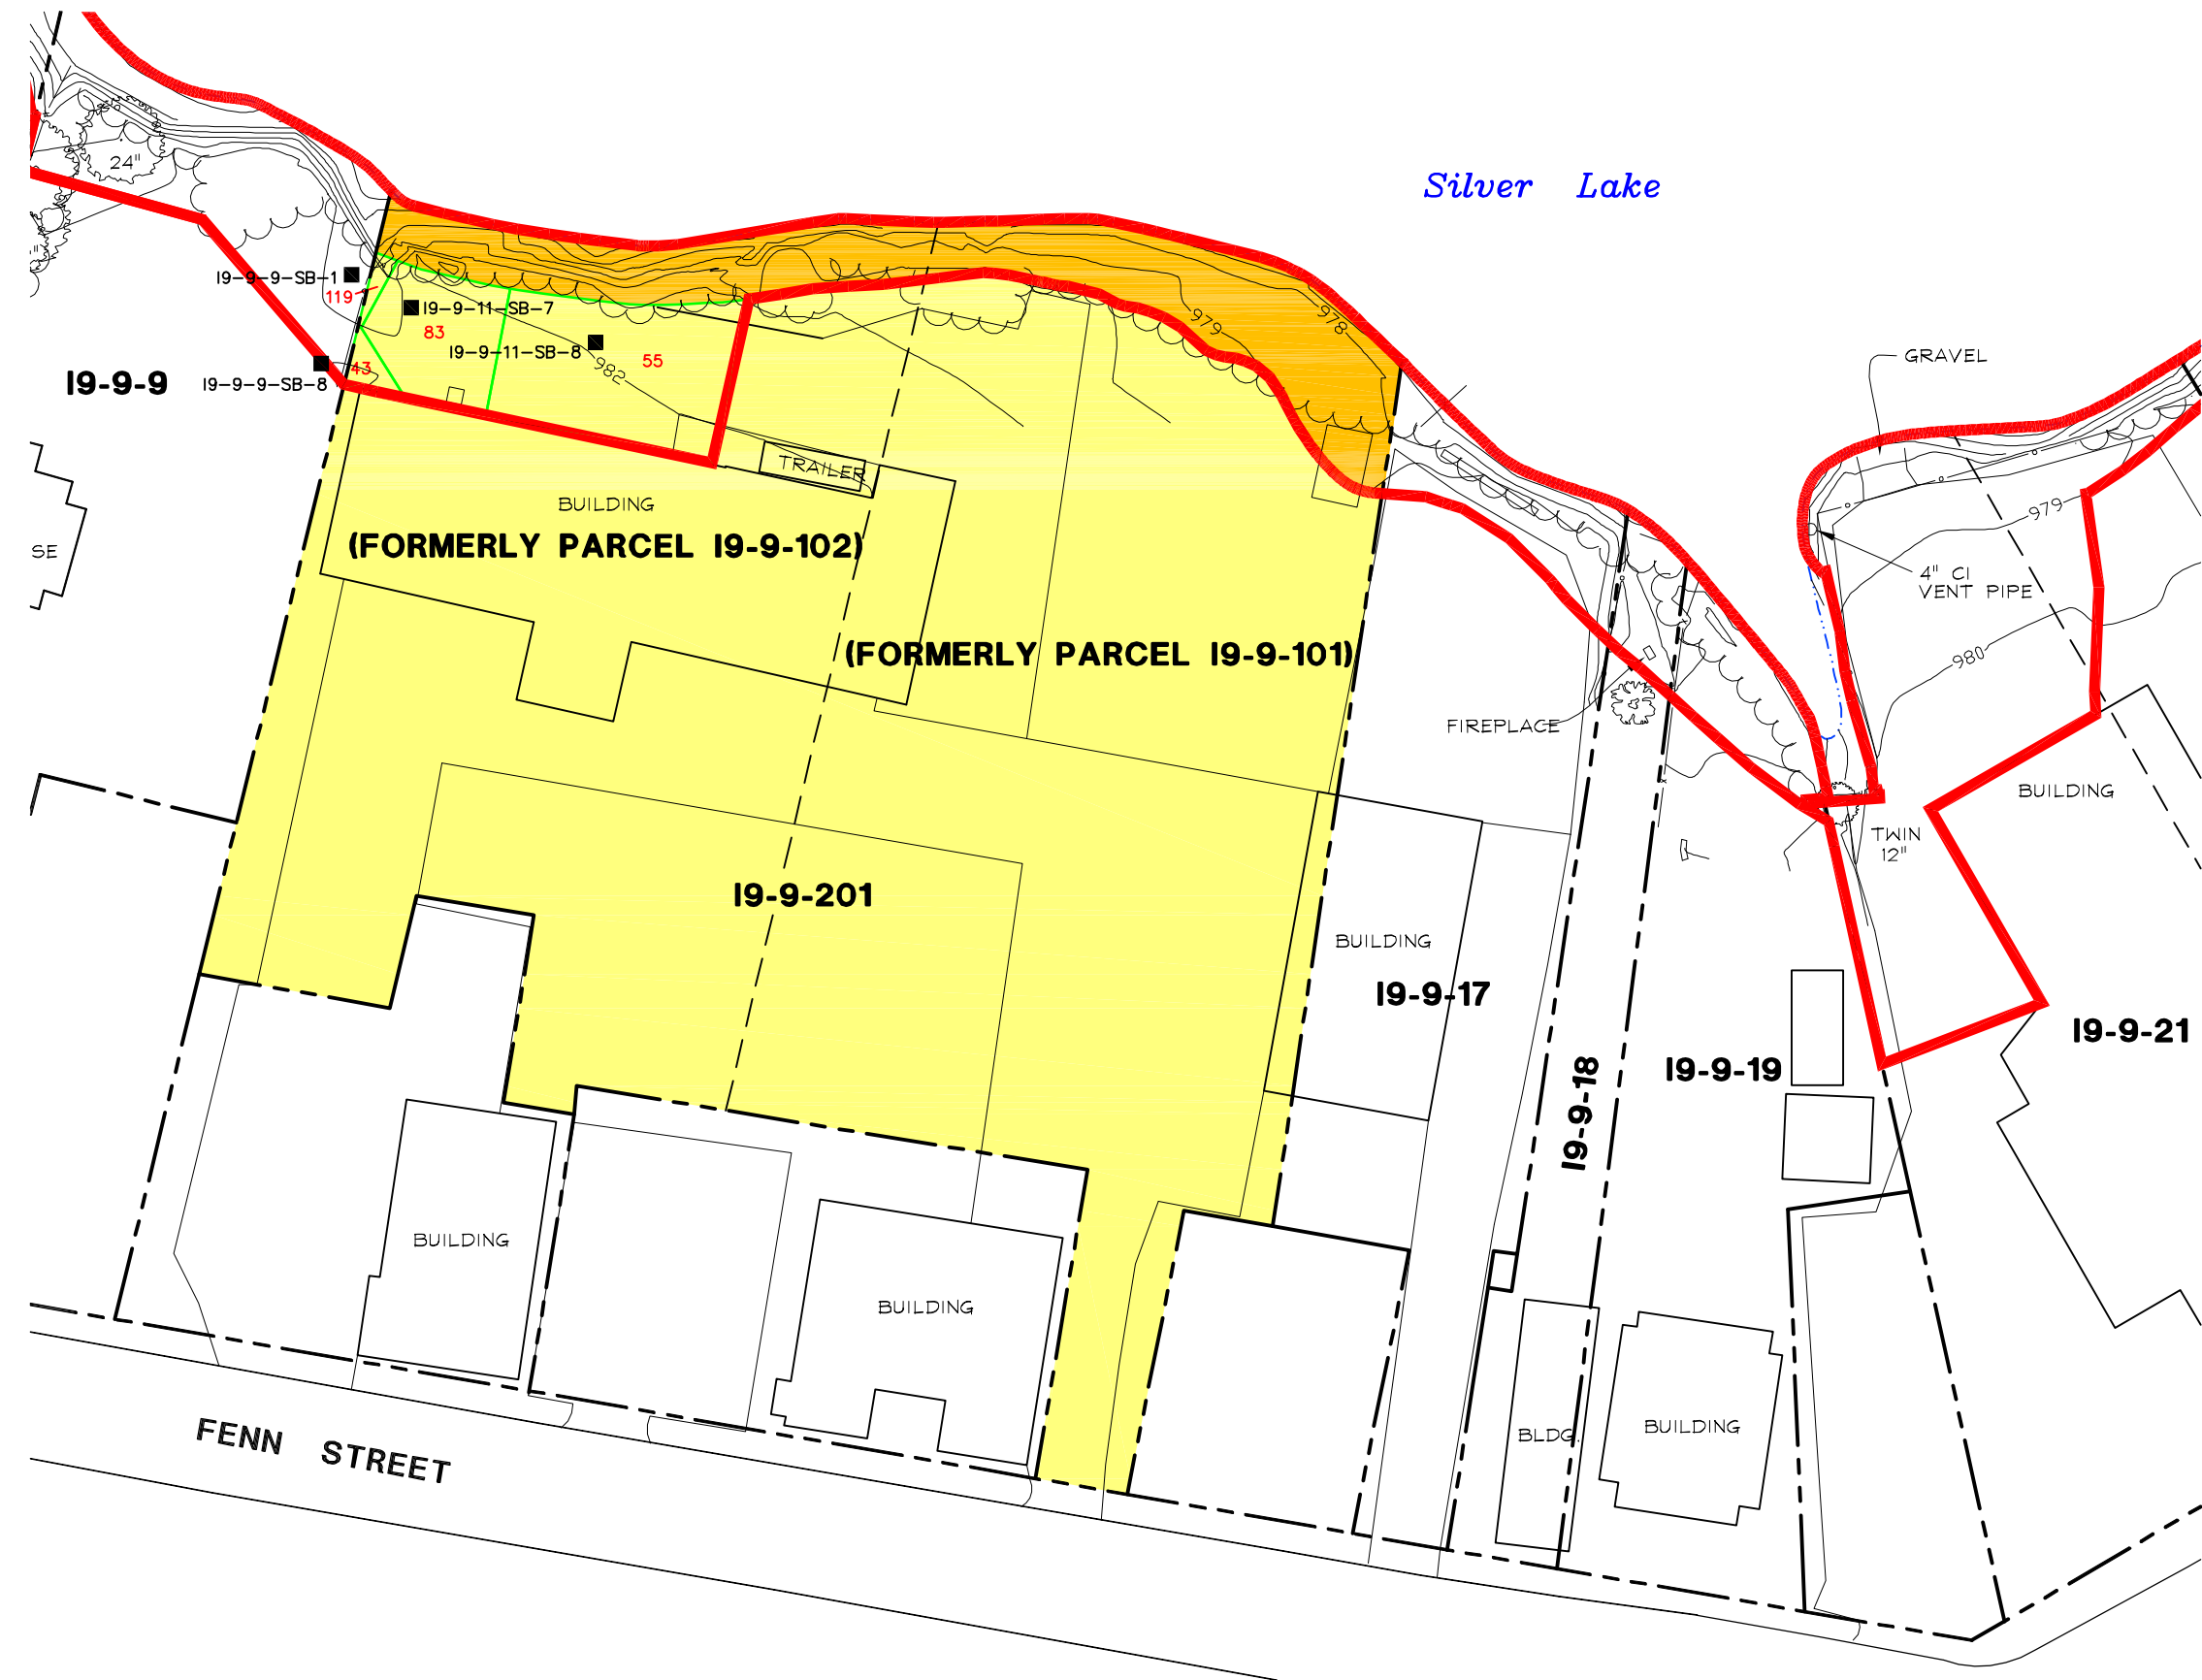 24"
Silver Lake
I9-9-9-SB-1
119
I9-9-11-SB-7
83
I9-9-11-SB-8
55
43
I9-9-9-SB-8
982
979
978
I9-9-9
GRAVEL
TRAILER
BUILDING
(FORMERLY PARCEL I9-9-102)
SE
979
4" CI
VENT PIPE
(FORMERLY PARCEL I9-9-101)
980
FIREPLACE
BUILDING
TWIN
12"
I9-9-201
BUILDING
I9-9-17
I9-9-18
I9-9-19
I9-9-21
BUILDING
BUILDING
BLDG.
BUILDING
FENN STREET